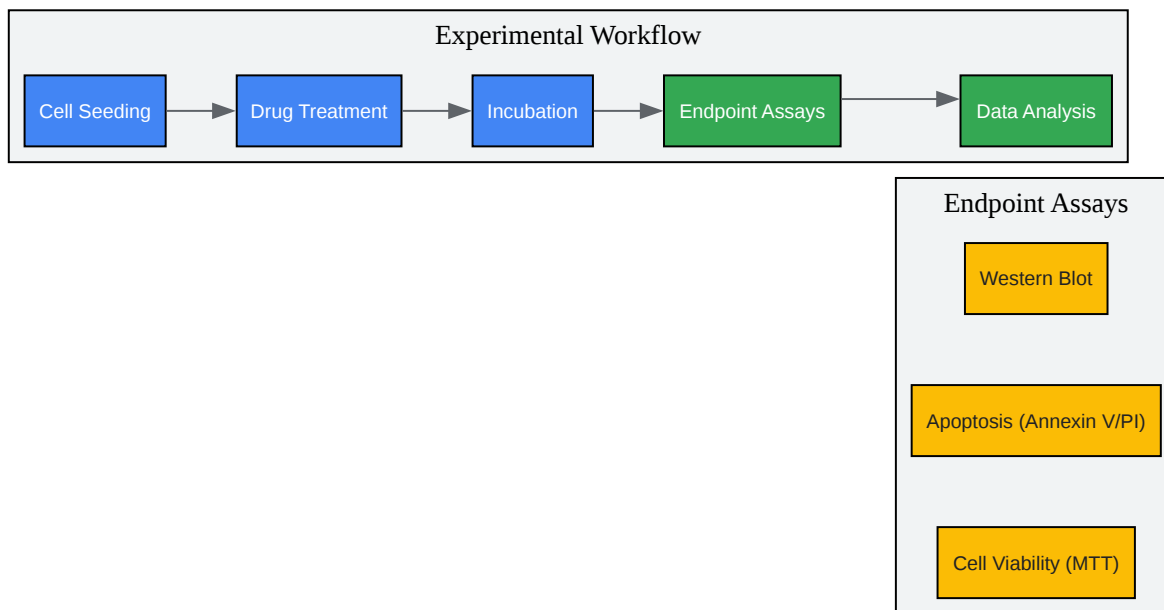 Experimental Workflow
Cell Seeding
Drug Treatment
Incubation
Endpoint Assays
Data Analysis
Endpoint Assays
Western Blot
Apoptosis (Annexin V/PI)
Cell Viability (MTT)